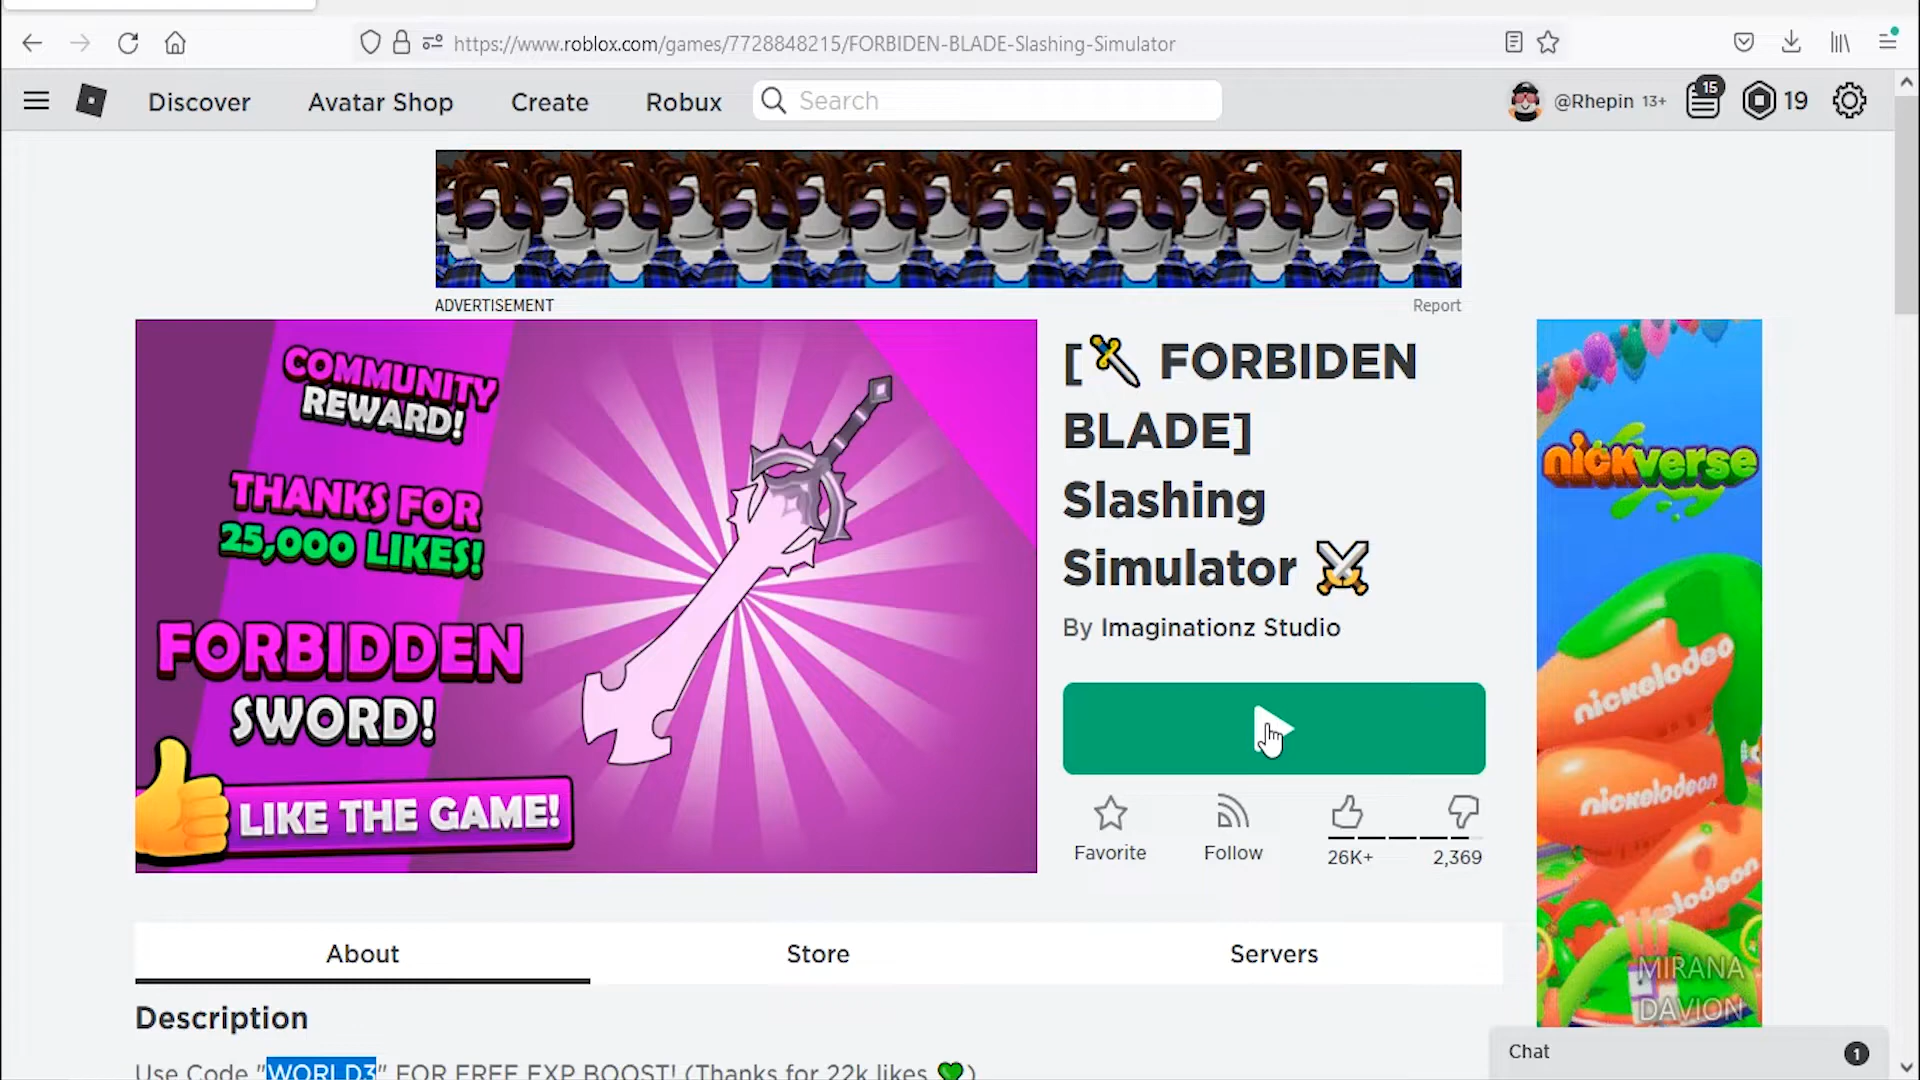 https://www.roblox.com/games/7728848215/FORBIDEN-BLADE-Slashing-Simulator
Discover
Avatar Shop
Create
Robux
Search
@Rhepin 13+
15
19
ADVERTISEMENT
Report
COMMUNITY
REWARD!
THANKS FOR
25,000 LIKES!
FORBIDDEN
SWORD!
LIKE THE GAME!
[🗡 FORBIDEN
BLADE]
Slashing
Simulator ⚔
By Imaginationz Studio
Favorite
Follow
26K+
2,369
nickverse
nickelodeon
nickelodeon
nickelodeon
MIRANA
DAVION
About
Store
Servers
Description
Use Code "WORLD3" FOR FREE EXP BOOST! (Thanks for 22k likes 💚)
Chat
1